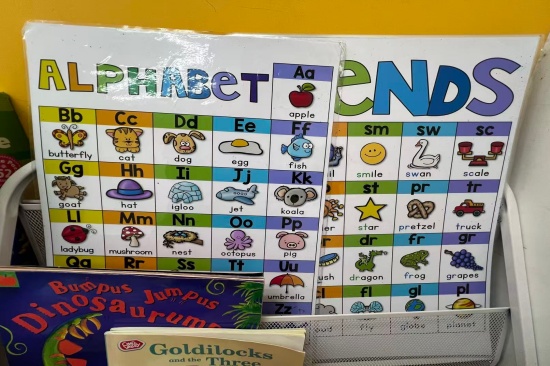 ALPHABET
Aa
apple
Bb Cc Dd Ee Ff
butterfly cat dog egg fish
Gg Hh Ii Jj Kk
goat hat igloo jet koala
Ll Mm Nn Oo Pp
ladybug mushroom nest octopus pig
Qq Rr Ss Tt Uu
umbrella
Zz
ENDS
sm sw sc
smile swan scale
st pr tr
star pretzel truck
dr fr gr
dragon frog grapes
fl gl pl
fly globe planet
Bumpus Jumpus
Dinosaurum
Goldilocks
and the Three